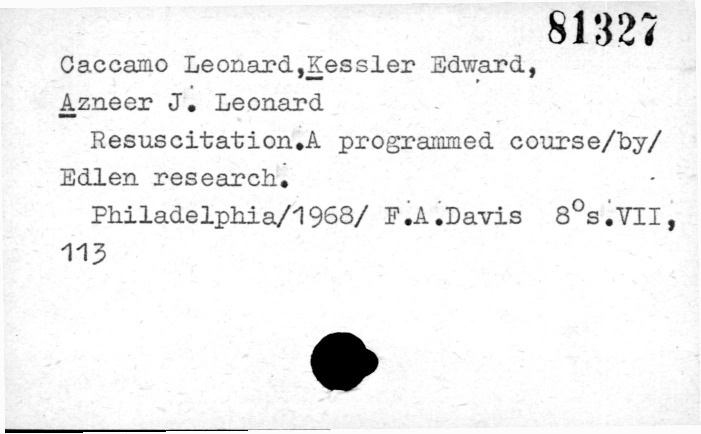 81327
Caccamo Leonard,Kessler Edward,
Azneer J. Leonard
Resuscitation.A programmed course/by/
Edlen research.
Philadelphia/1968/ F.A.Davis 8°s.VII,
113